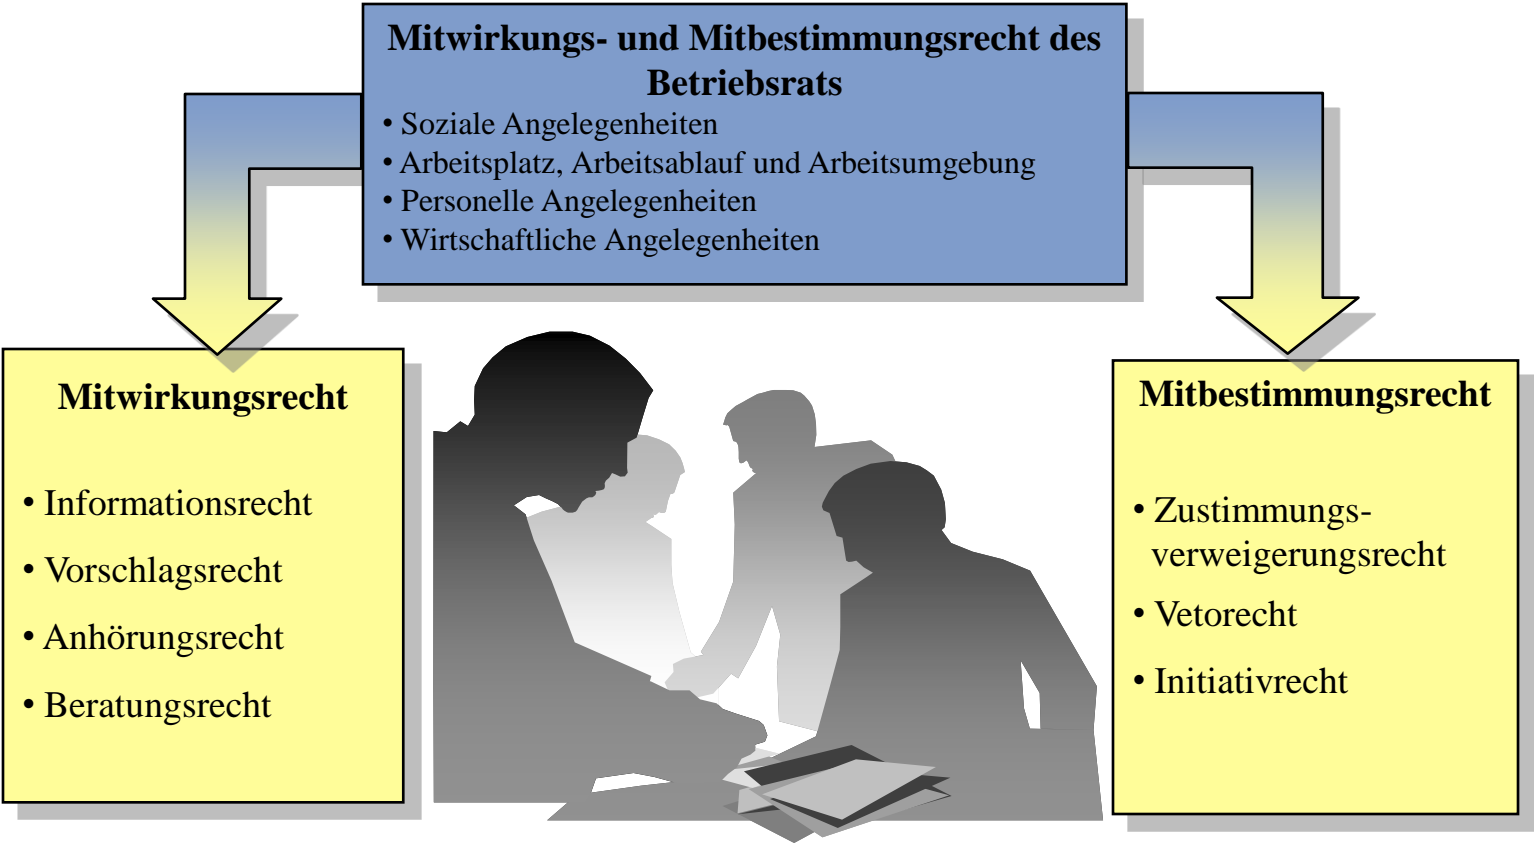 Mitwirkungs- und Mitbestimmungsrecht des
Betriebsrats
• Soziale Angelegenheiten
• Arbeitsplatz, Arbeitsablauf und Arbeitsumgebung
• Personelle Angelegenheiten
• Wirtschaftliche Angelegenheiten
Mitwirkungsrecht
• Informationsrecht
• Vorschlagsrecht
• Anhörungsrecht
• Beratungsrecht
Mitbestimmungsrecht
• Zustimmungs-
verweigerungsrecht
• Vetorecht
• Initiativrecht